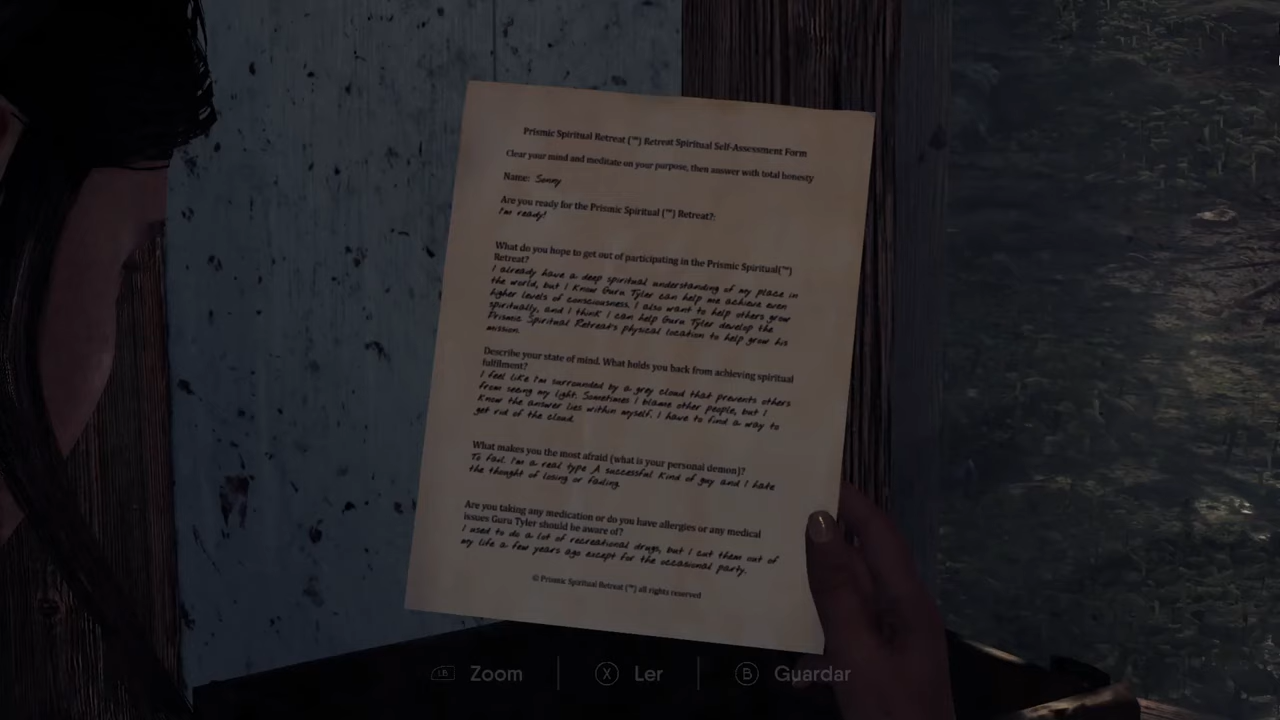 Prismic Spiritual Retreat (™) Retreat Spiritual Self-Assessment Form
Clear your mind and meditate on your purpose, then answer with total honesty
Name: Sonny
Are you ready for the Prismic Spiritual (™) Retreat?:
I'm ready!
What do you hope to get out of participating in the Prismic Spiritual(™)
Retreat?
I already have a deep spiritual understanding of my place in
the world, but I know Guru Tyler can help me achieve even
higher levels of consciousness. I also want to help others grow
spiritually, and I think I can help Guru Tyler develop the
Prismic Spiritual Retreat's physical location to help grow his
mission.
Describe your state of mind. What holds you back from achieving spiritual
fulfilment?
I feel like I'm surrounded by a grey cloud that prevents others
from seeing my light. Sometimes I blame other people, but I
know the answer lies within myself. I have to find a way to
get rid of the cloud.
What makes you the most afraid (what is your personal demon)?
To fail. I'm a real type A successful kind of guy and I hate
the thought of losing or fading.
Are you taking any medication or do you have allergies or any medical
issues Guru Tyler should be aware of?
I used to do a lot of recreational drugs, but I cut them out of
my life a few years ago except for the occasional party.
© Prismic Spiritual Retreat (™) all rights reserved
LB Zoom | X Ler | B Guardar